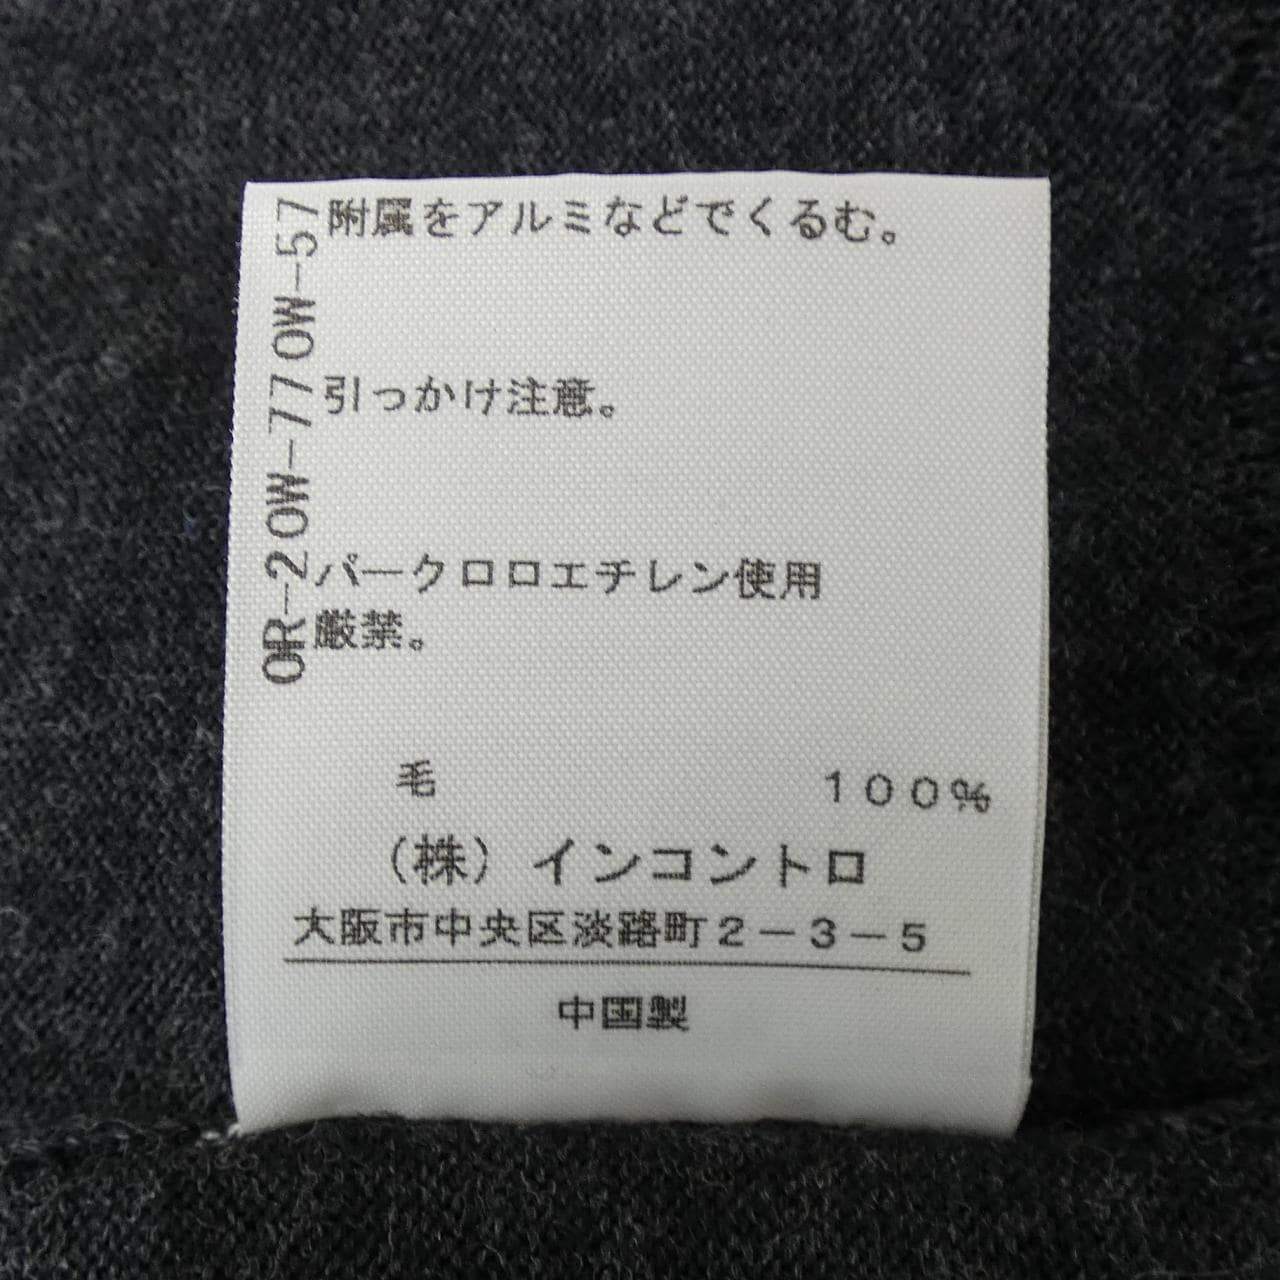 附属をアルミなどでくるむ。
引っかけ注意。
パークロロエチレン使用
厳禁。
毛 100%
（株）インコントロ
大阪市中央区淡路町2−3−5
中国製
OR-20W-770W-57